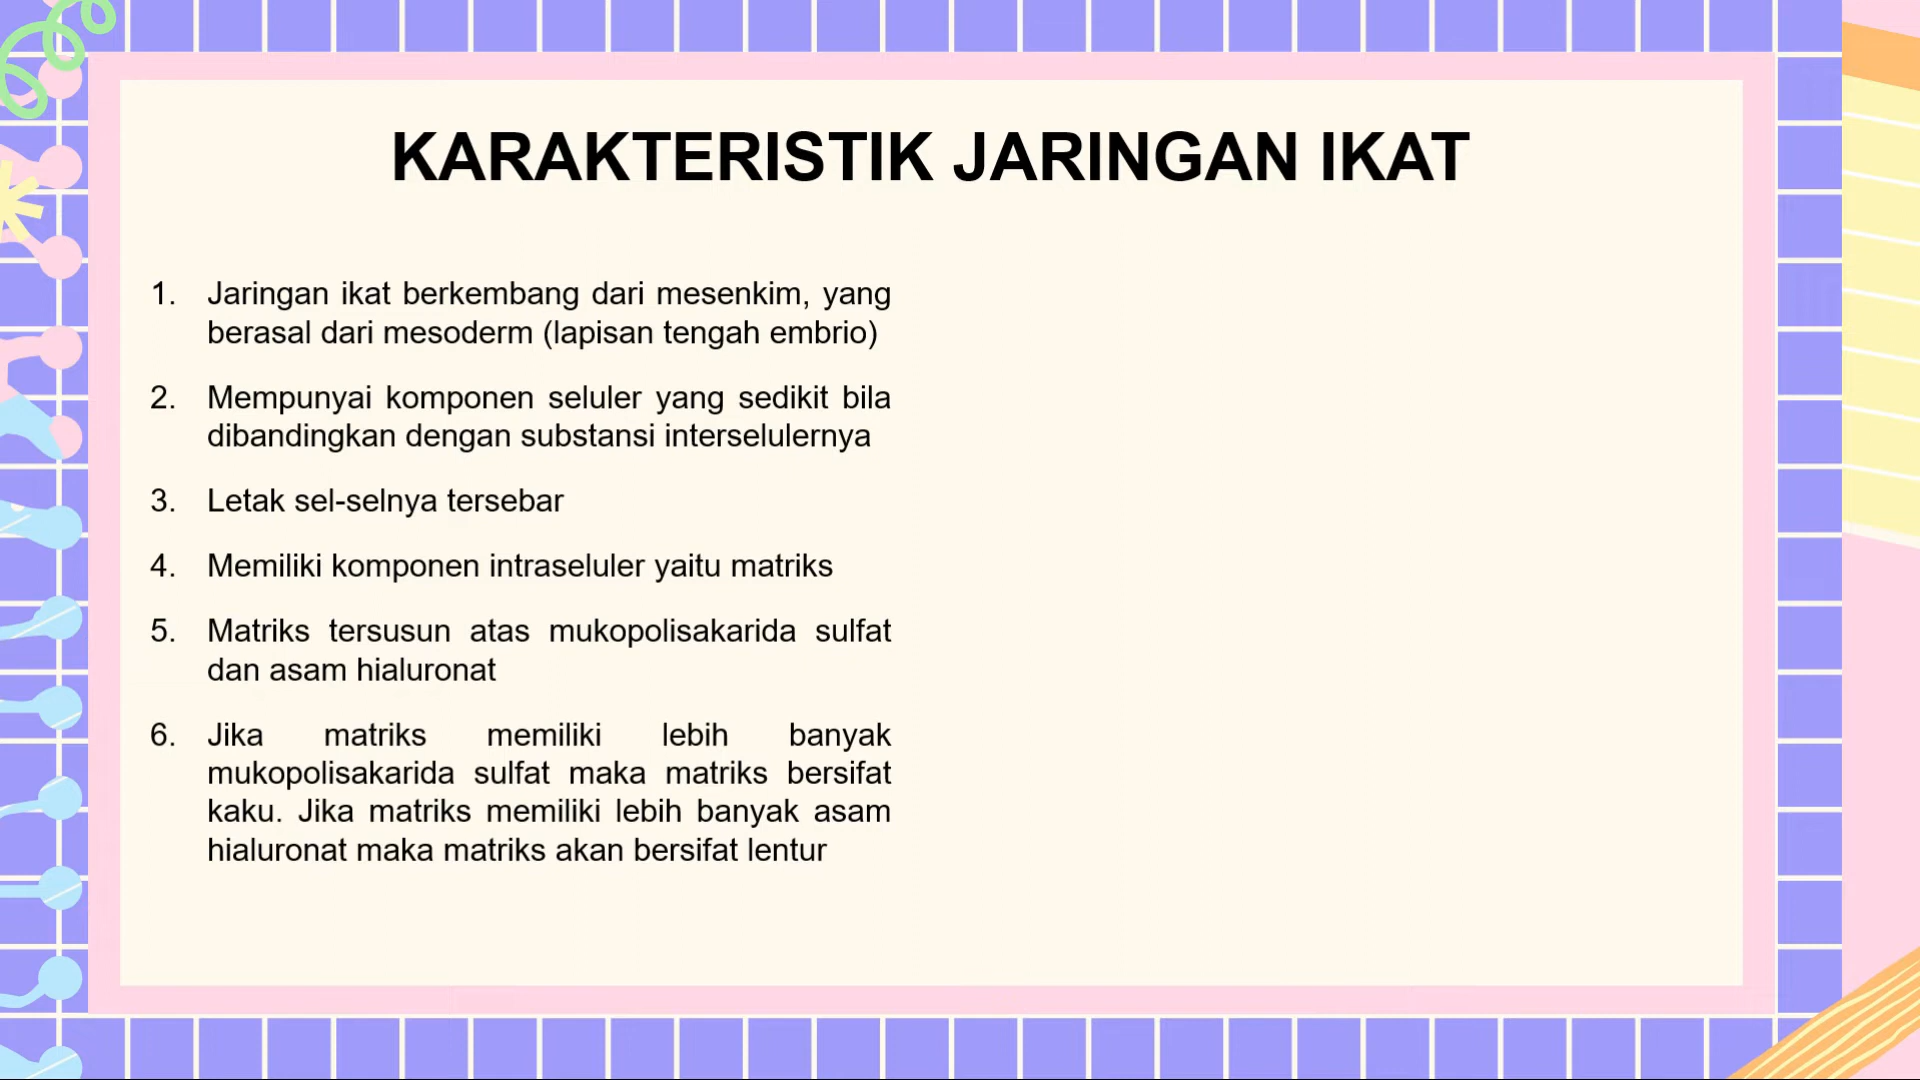 KARAKTERISTIK JARINGAN IKAT
1. Jaringan ikat berkembang dari mesenkim, yang
berasal dari mesoderm (lapisan tengah embrio)
2. Mempunyai komponen seluler yang sedikit bila
dibandingkan dengan substansi interselulernya
3. Letak sel-selnya tersebar
4. Memiliki komponen intraseluler yaitu matriks
5. Matriks tersusun atas mukopolisakarida sulfat
dan asam hialuronat
6. Jika matriks memiliki lebih banyak
mukopolisakarida sulfat maka matriks bersifat
kaku. Jika matriks memiliki lebih banyak asam
hialuronat maka matriks akan bersifat lentur